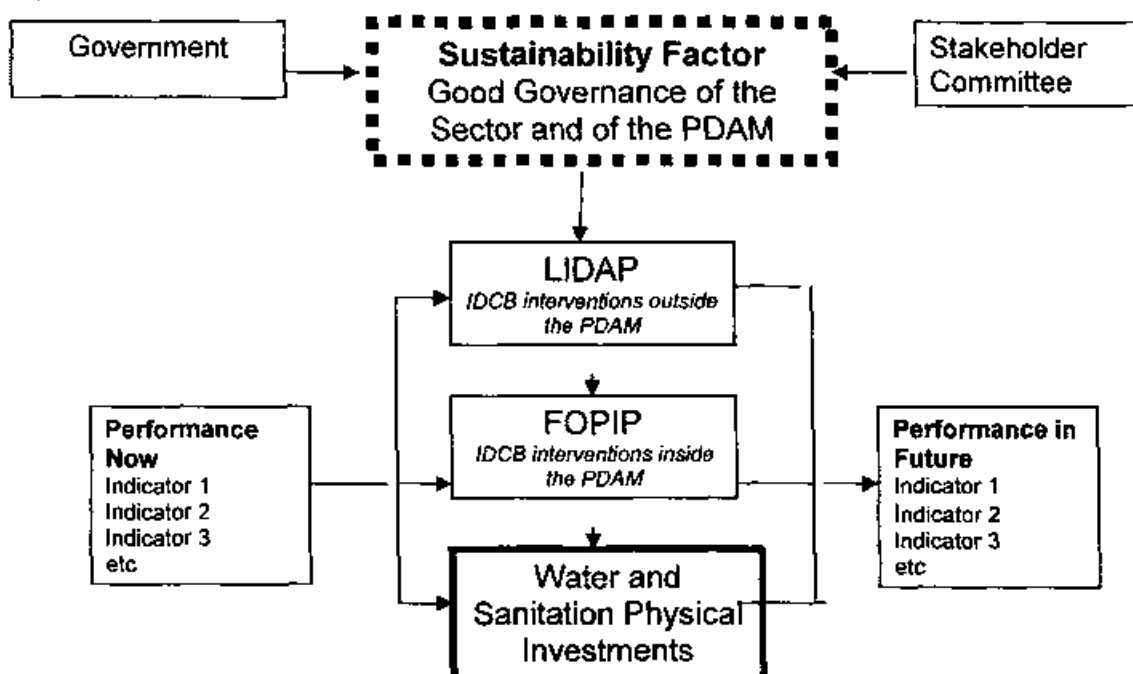 Government
Sustainability Factor
Good Governance of the
Sector and of the PDAM
Stakeholder
Committee
LIDAP
IDCB interventions outside
the PDAM
Performance
Now
Indicator 1
Indicator 2
Indicator 3
etc
FOPIP
IDCB interventions inside
the PDAM
Performance in
Future
Indicator 1
Indicator 2
Indicator 3
etc
Water and
Sanitation Physical
Investments